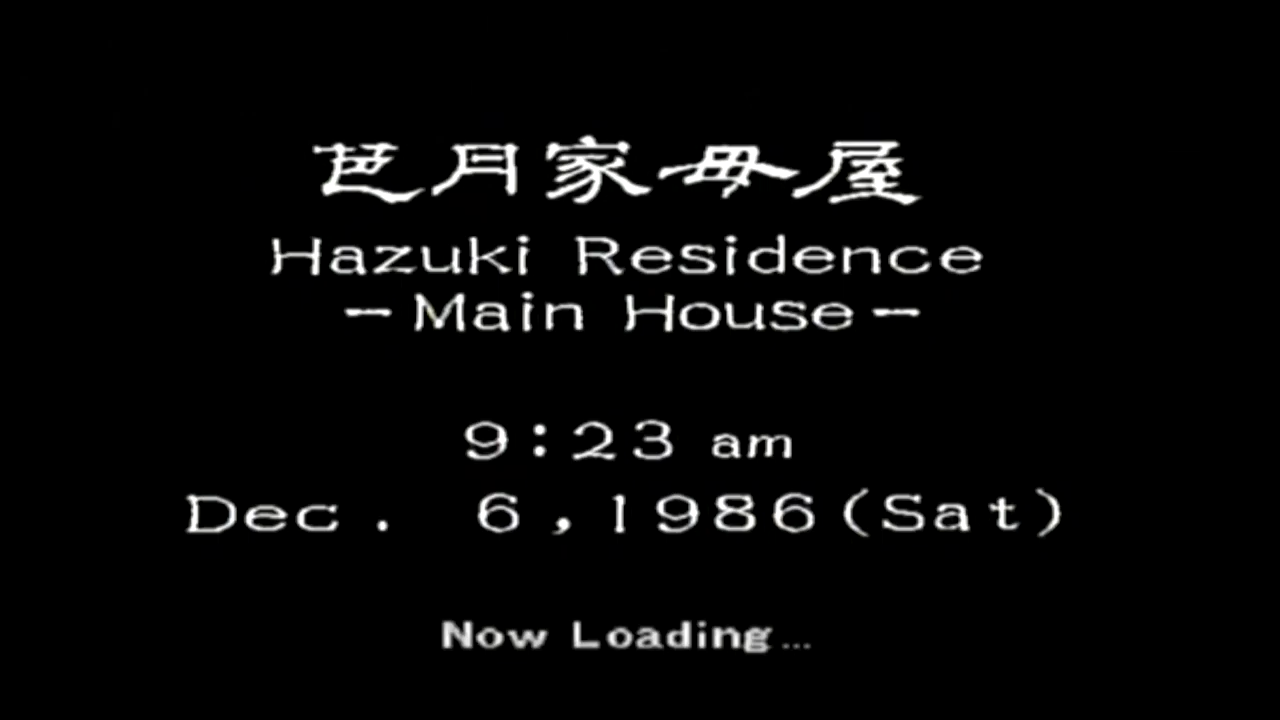 芭月家母屋
Hazuki Residence
-Main House-
9:23 am
Dec. 6,1986(Sat)
Now Loading...